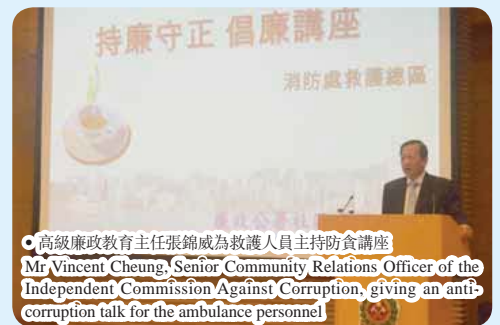 持廉守正 倡廉講座
消防處救護總區
• 高級廉政教育主任張錦威為救護人員主持防貪講座
Mr Vincent Cheung, Senior Community Relations Officer of the
Independent Commission Against Corruption, giving an anti-
corruption talk for the ambulance personnel